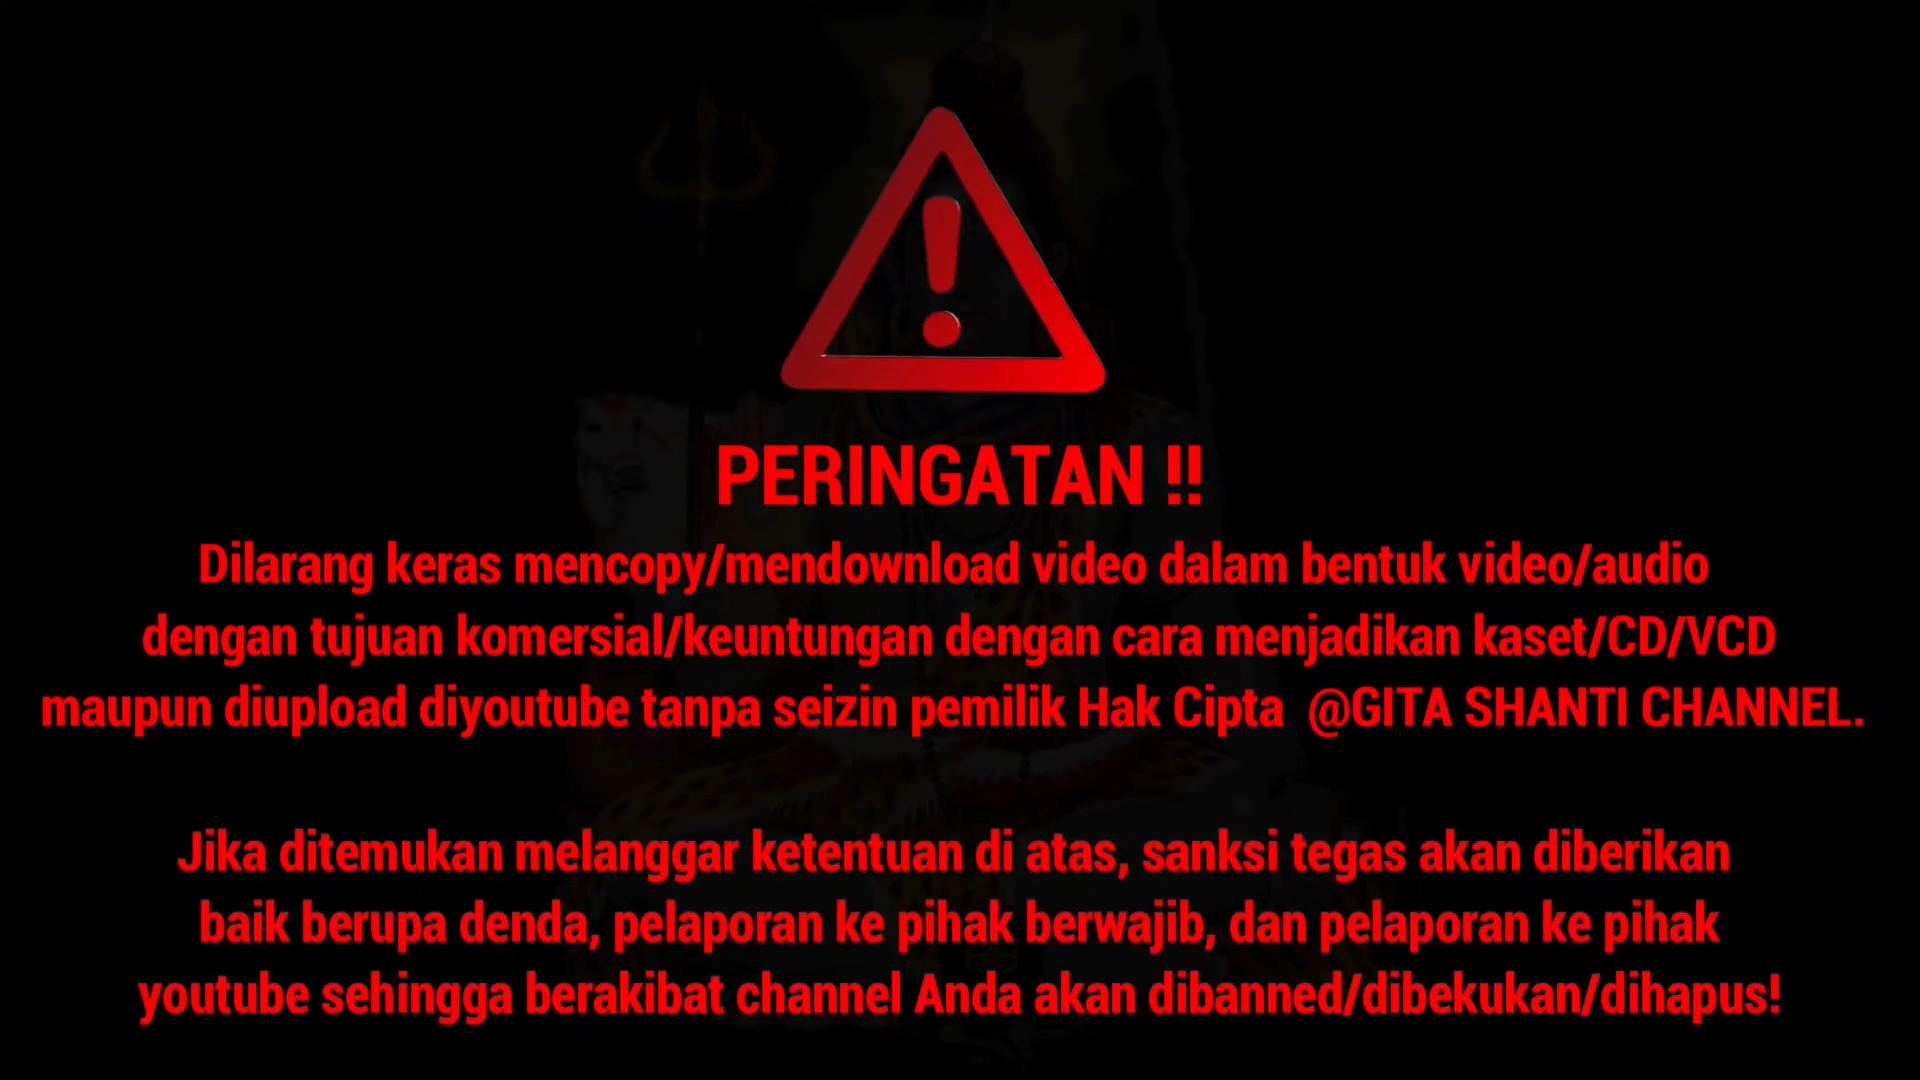 PERINGATAN !!
Dilarang keras mencopy/mendownload video dalam bentuk video/audio
dengan tujuan komersial/keuntungan dengan cara menjadikan kaset/CD/VCD
maupun diupload diyoutube tanpa seizin pemilik Hak Cipta @GITA SHANTI CHANNEL.
Jika ditemukan melanggar ketentuan di atas, sanksi tegas akan diberikan
baik berupa denda, pelaporan ke pihak berwajib, dan pelaporan ke pihak
youtube sehingga berakibat channel Anda akan dibanned/dibekukan/dihapus!